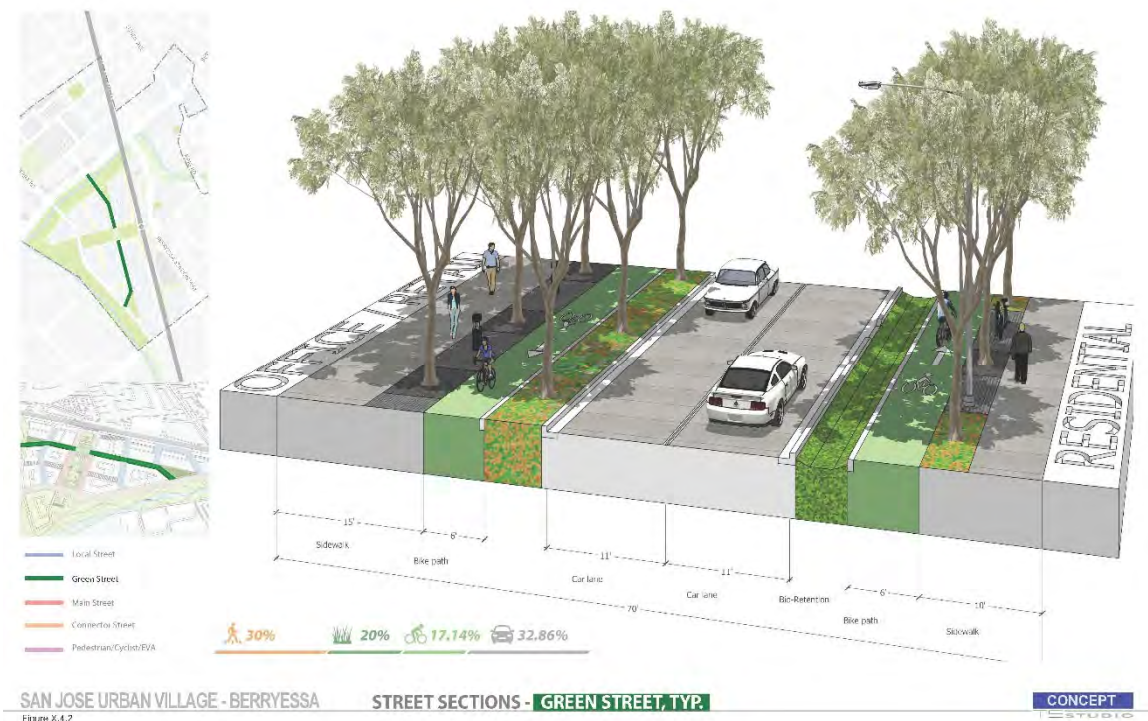 OFFICE / RETAIL
RESIDENTIAL
15'
Sidewalk
6'
Bike path
11'
Car lane
11'
Car lane
Bio-Retention
6'
Bike path
10'
Sidewalk
70'
Local Street
Green Street
Main Street
Connector Street
Pedestrian/Cyclist/EVA
30%
20%
17.14%
32.86%
SAN JOSE URBAN VILLAGE - BERRYESSA
STREET SECTIONS - GREEN STREET, TYP.
CONCEPT
STUDIO
Figure X.4.2